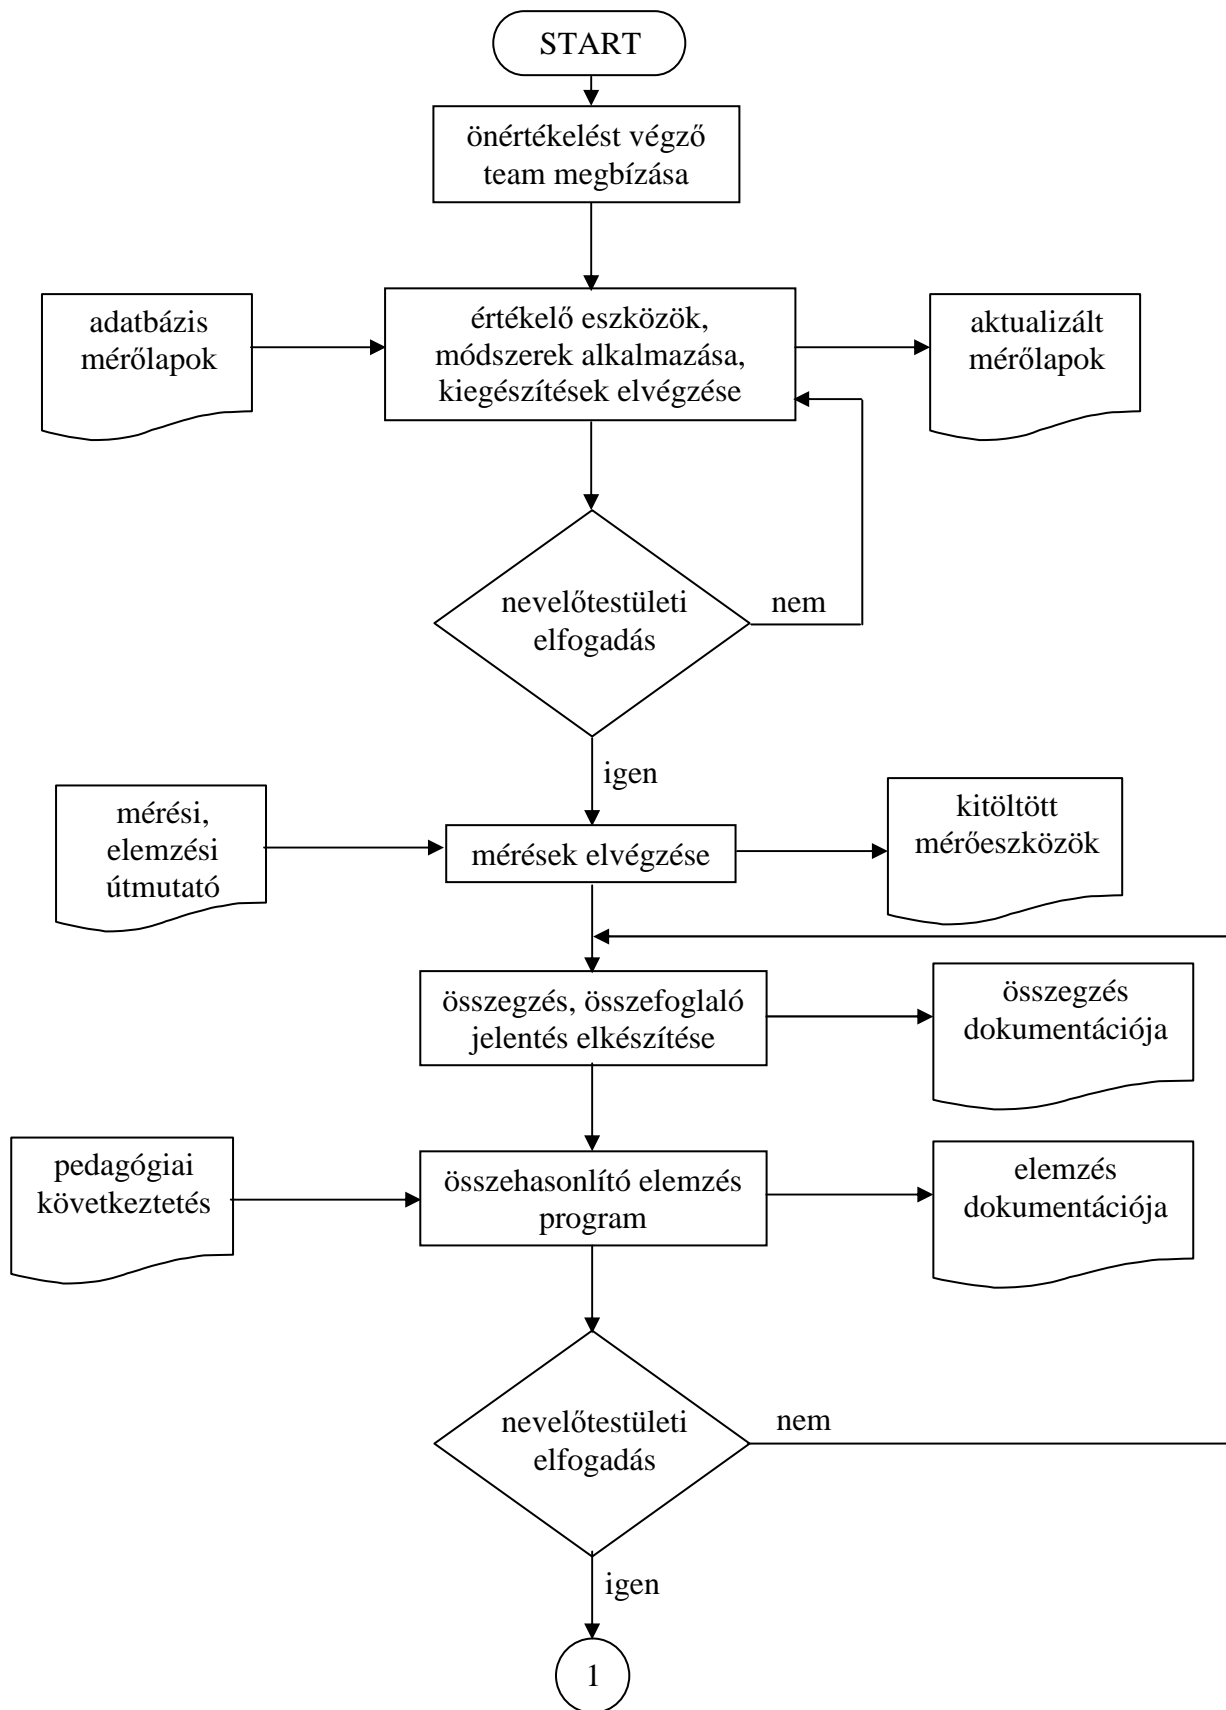 START
önértékelést végző
team megbízása
adatbázis
mérőlapok
értékelő eszközök,
módszerek alkalmazása,
kiegészítések elvégzése
aktualizált
mérőlapok
nevelőtestületi
elfogadás
nem
igen
mérési,
elemzési
útmutató
mérések elvégzése
kitöltött
mérőeszközök
összegzés, összefoglaló
jelentés elkészítése
összegzés
dokumentációja
pedagógiai
következtetés
összehasonlító elemzés
program
elemzés
dokumentációja
nevelőtestületi
elfogadás
nem
igen
1